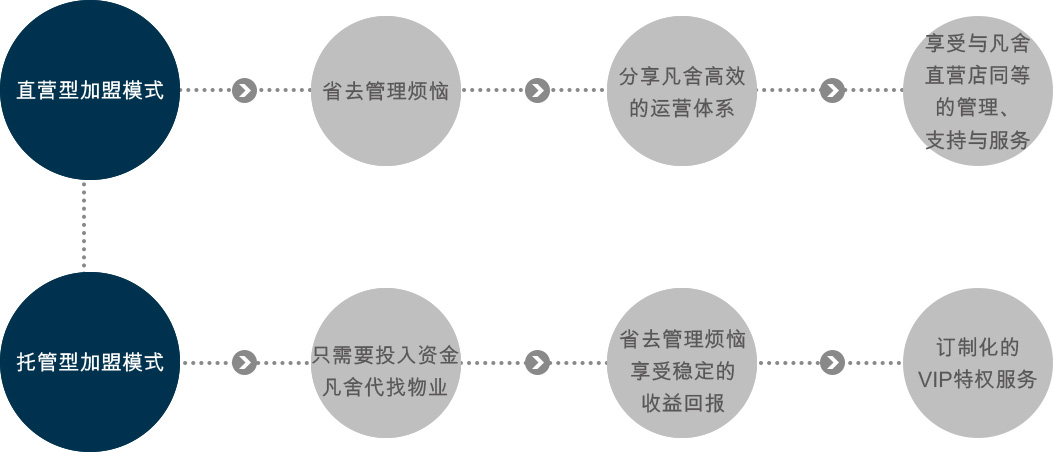 直营型加盟模式
省去管理烦恼
分享凡舍高效
的运营体系
享受与凡舍
直营店同等
的管理、
支持与服务
托管型加盟模式
只需要投入资金
凡舍代找物业
省去管理烦恼
享受稳定的
收益回报
订制化的
VIP特权服务